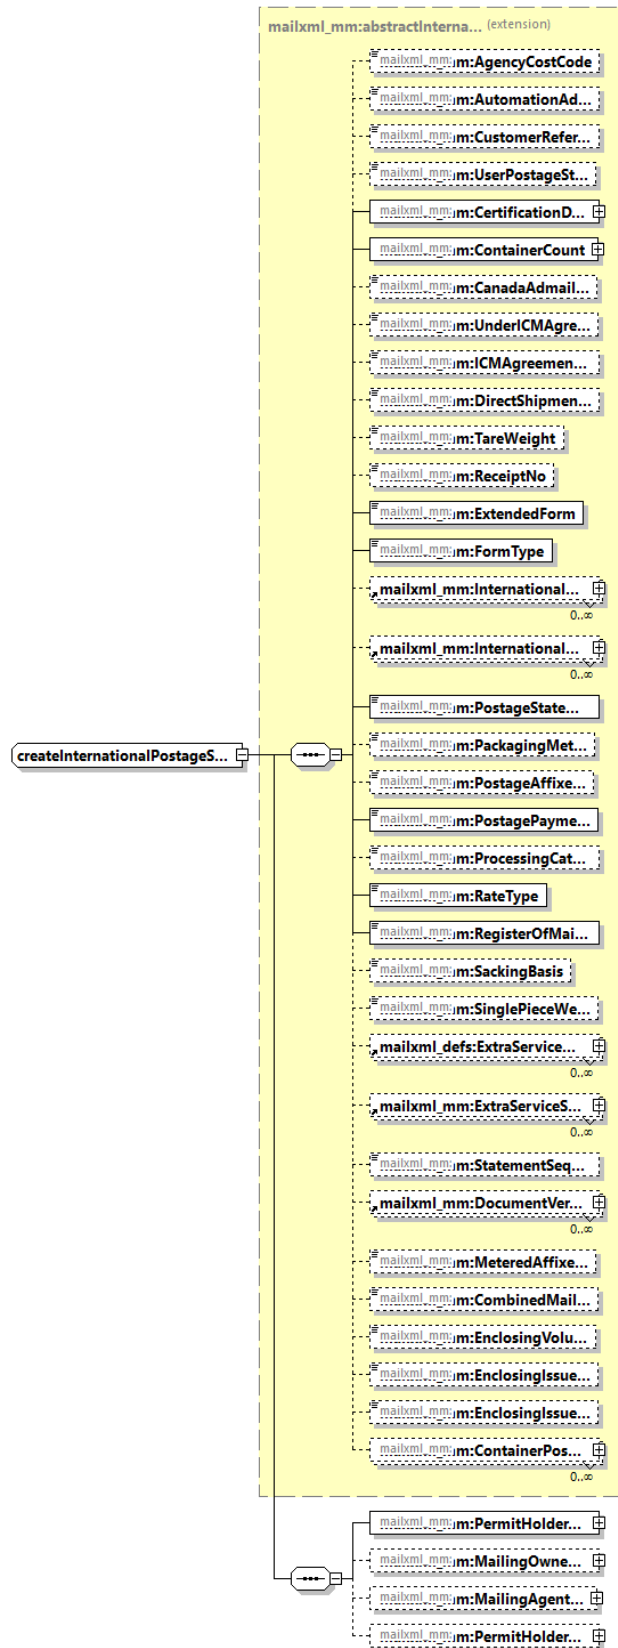 mailxml_mm:abstractInterna... (extension)
mailxml_mm:AgencyCostCode
mailxml_mm:AutomationAd...
mailxml_mm:CustomerRefer...
mailxml_mm:UserPostageSt...
mailxml_mm:CertificationD...
mailxml_mm:ContainerCount
mailxml_mm:CanadaAdmail...
mailxml_mm:UnderICMAgre...
mailxml_mm:ICMAgreemen...
mailxml_mm:DirectShipmen...
mailxml_mm:TareWeight
mailxml_mm:ReceiptNo
mailxml_mm:ExtendedForm
mailxml_mm:FormType
mailxml_mm:International...
0..∞
mailxml_mm:International...
0..∞
mailxml_mm:PostageState...
mailxml_mm:PackagingMet...
createInternationalPostageS...
mailxml_mm:PostageAffixe...
mailxml_mm:PostagePayme...
mailxml_mm:ProcessingCat...
mailxml_mm:RateType
mailxml_mm:RegisterOfMai...
mailxml_mm:SackingBasis
mailxml_mm:SinglePieceWe...
mailxml_defs:ExtraService...
0..∞
mailxml_mm:ExtraServiceS...
0..∞
mailxml_mm:StatementSeq...
mailxml_mm:DocumentVer...
0..∞
mailxml_mm:MeteredAffixe...
mailxml_mm:CombinedMail...
mailxml_mm:EnclosingVolu...
mailxml_mm:EnclosingIssue...
mailxml_mm:EnclosingIssue...
mailxml_mm:ContainerPos...
0..∞
mailxml_mm:PermitHolder...
mailxml_mm:MailingOwne...
mailxml_mm:MailingAgent...
mailxml_mm:PermitHolder...